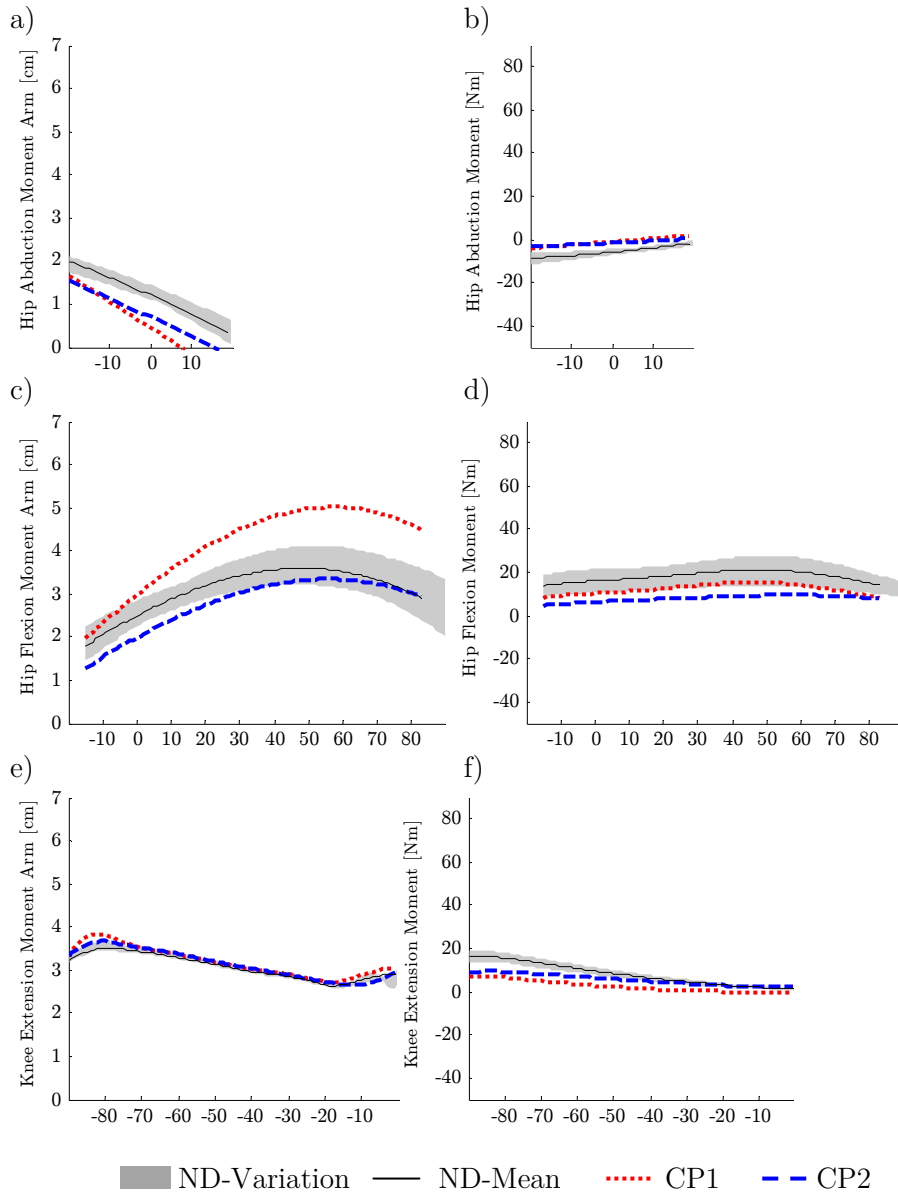 a)
Hip Abduction Moment Arm [cm]
7
6
5
4
3
2
1
0
-10 0 10
b)
Hip Abduction Moment [Nm]
80
60
40
20
0
-20
-40
-10 0 10
c)
Hip Flexion Moment Arm [cm]
7
6
5
4
3
2
1
0
-10 0 10 20 30 40 50 60 70 80
d)
Hip Flexion Moment [Nm]
80
60
40
20
0
-20
-40
-10 0 10 20 30 40 50 60 70 80
e)
Knee Extension Moment Arm [cm]
7
6
5
4
3
2
1
0
-80 -70 -60 -50 -40 -30 -20 -10
f)
Knee Extension Moment [Nm]
80
60
40
20
0
-20
-40
-80 -70 -60 -50 -40 -30 -20 -10
ND-Variation ND-Mean CP1 CP2